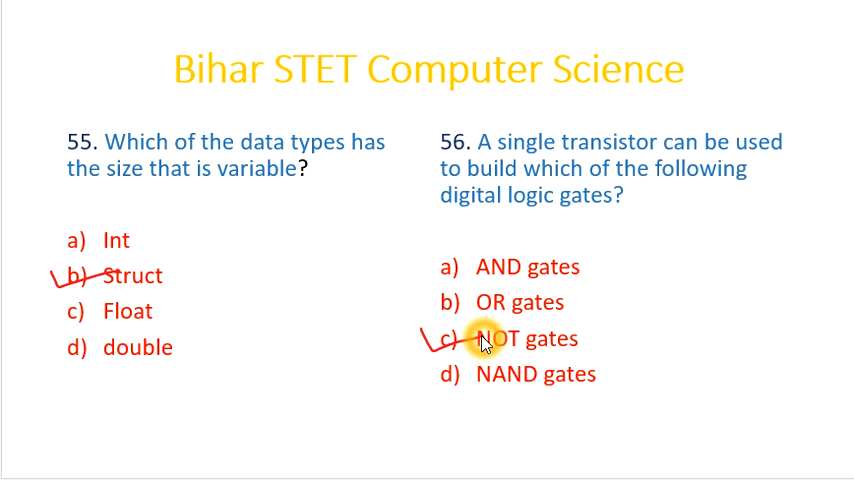 Bihar STET Computer Science
55. Which of the data types has
the size that is variable?
a) Int
b) Struct
c) Float
d) double
56. A single transistor can be used
to build which of the following
digital logic gates?
a) AND gates
b) OR gates
c) NOT gates
d) NAND gates